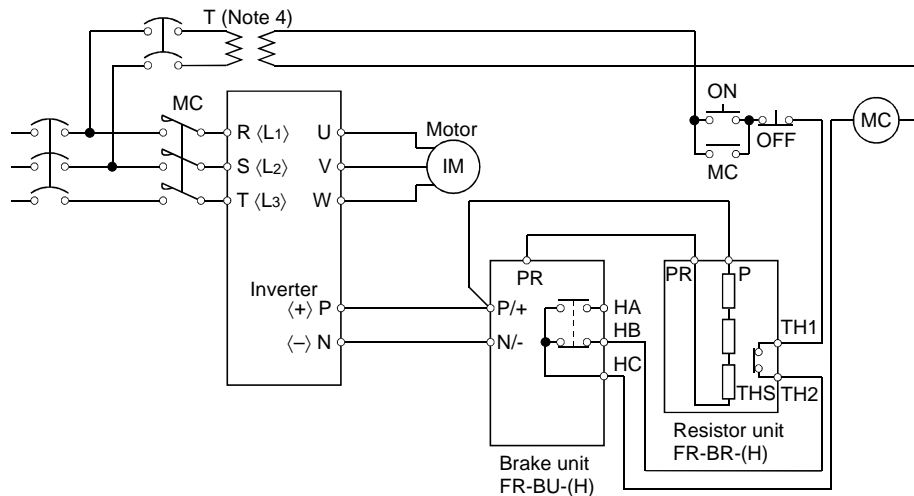 T (Note 4)
MC
ON
OFF
MC
MC
R ⟨L1⟩
S ⟨L2⟩
T ⟨L3⟩
U
V
W
Motor
IM
Inverter
⟨+⟩ P
⟨–⟩ N
PR
P/+
N/-
HA
HB
HC
PR
P
TH1
THS
TH2
Brake unit
FR-BU-(H)
Resistor unit
FR-BR-(H)